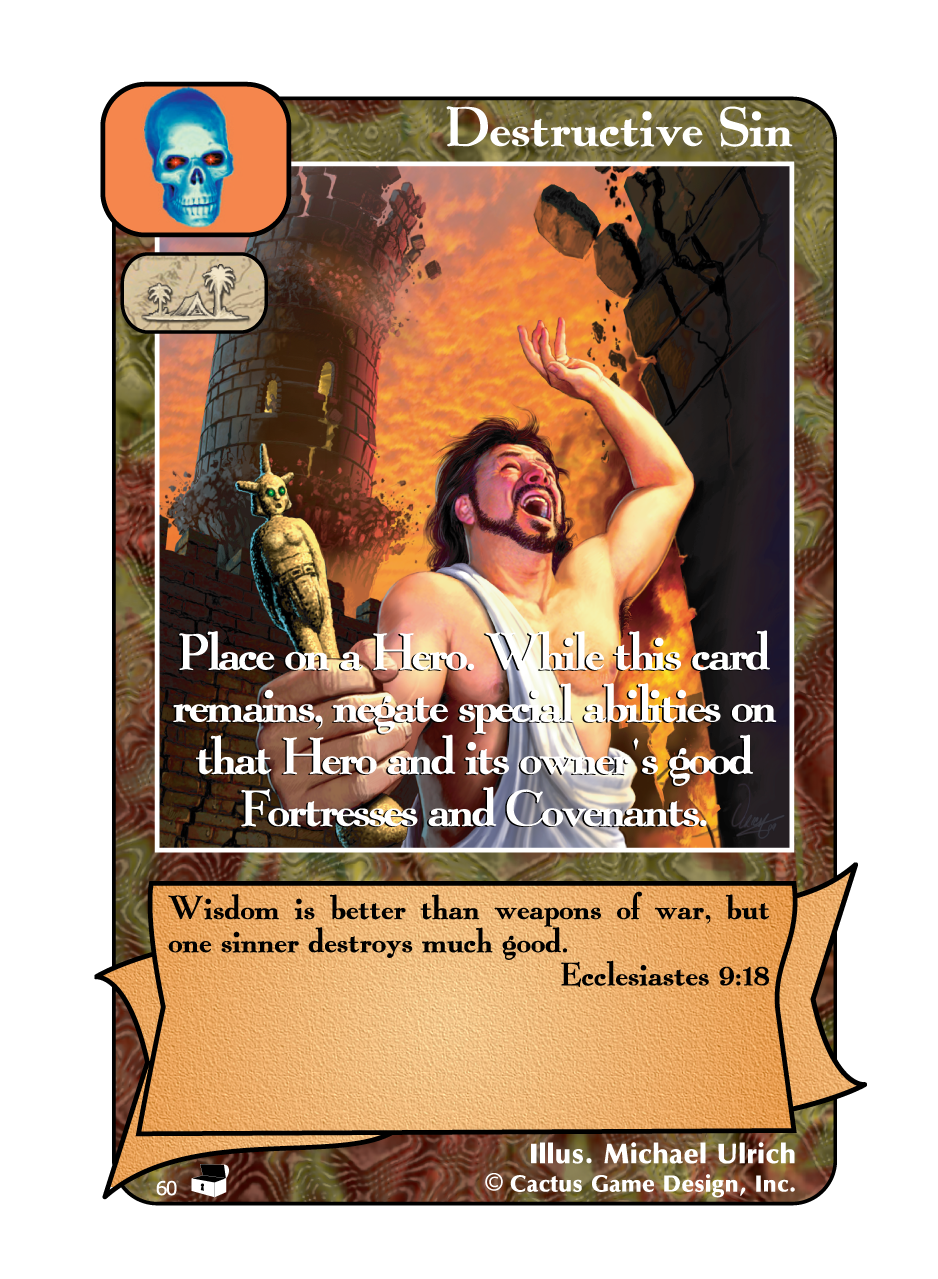 Destructive Sin
Place on a Hero. While this card
remains, negate special abilities on
that Hero and its owner's good
Fortresses and Covenants.
Wisdom is better than weapons of war, but
one sinner destroys much good.
Ecclesiastes 9:18
Illus. Michael Ulrich
60
© Cactus Game Design, Inc.